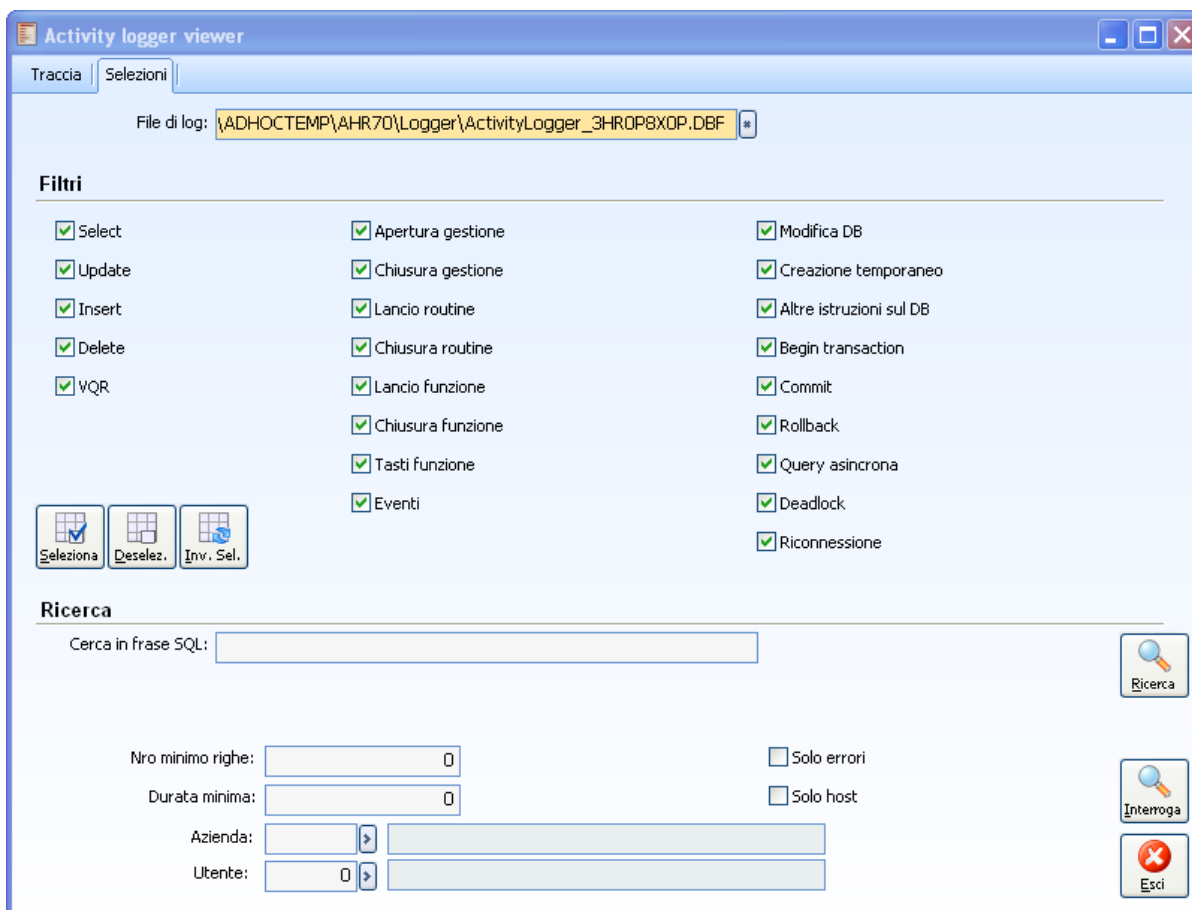 Activity logger viewer
Traccia Selezioni
File di log: \ADHOCTEMP\AHR70\Logger\ActivityLogger_3HR0P8X0P.DBF
Filtri
Select Apertura gestione Modifica DB
Update Chiusura gestione Creazione temporaneo
Insert Lancio routine Altre istruzioni sul DB
Delete Chiusura routine Begin transaction
VQR Lancio funzione Commit
Chiusura funzione Rollback
Tasti funzione Query asincrona
Eventi Deadlock
Seleziona Deselez. Inv. Sel.
Riconnessione
Ricerca
Cerca in frase SQL:
Ricerca
Nro minimo righe: 0 Solo errori
Durata minima: 0 Solo host
Interroga
Azienda:
Utente: 0
Esci